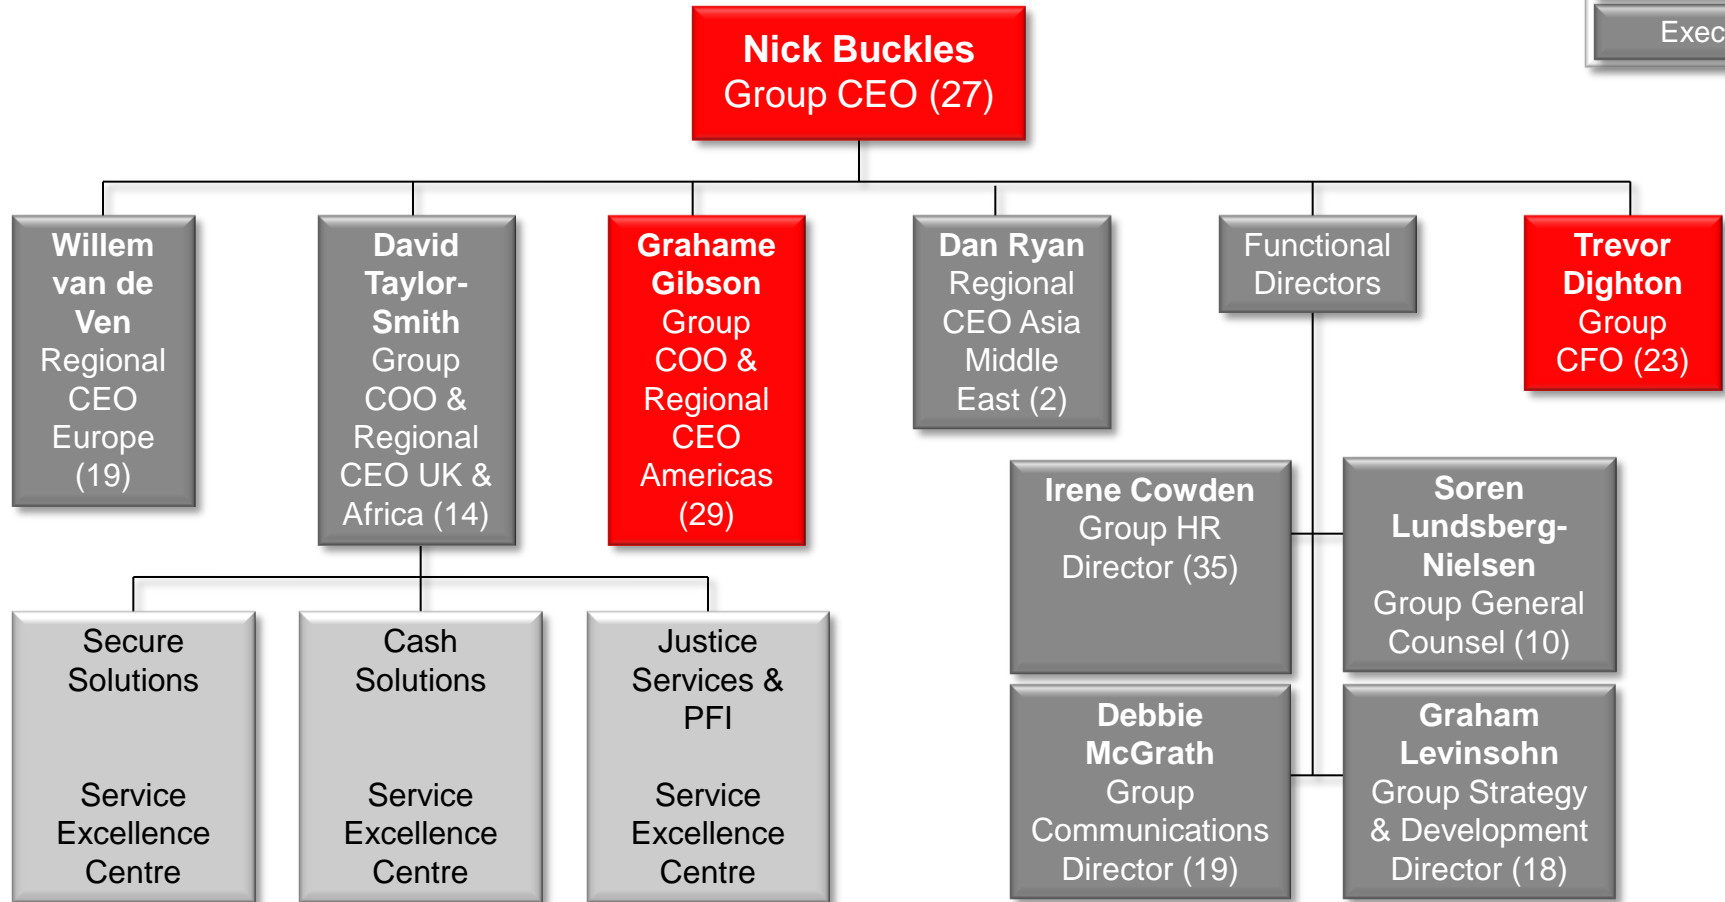 Exec
Nick Buckles
Group CEO (27)
Willem
van de
Ven
Regional
CEO
Europe
(19)
David
Taylor-
Smith
Group
COO &
Regional
CEO UK &
Africa (14)
Grahame
Gibson
Group
COO &
Regional
CEO
Americas
(29)
Dan Ryan
Regional
CEO Asia
Middle
East (2)
Functional
Directors
Trevor
Dighton
Group
CFO (23)
Irene Cowden
Group HR
Director (35)
Soren
Lundsberg-
Nielsen
Group General
Counsel (10)
Debbie
McGrath
Group
Communications
Director (19)
Graham
Levinsohn
Group Strategy
& Development
Director (18)
Secure
Solutions
Service
Excellence
Centre
Cash
Solutions
Service
Excellence
Centre
Justice
Services &
PFI
Service
Excellence
Centre